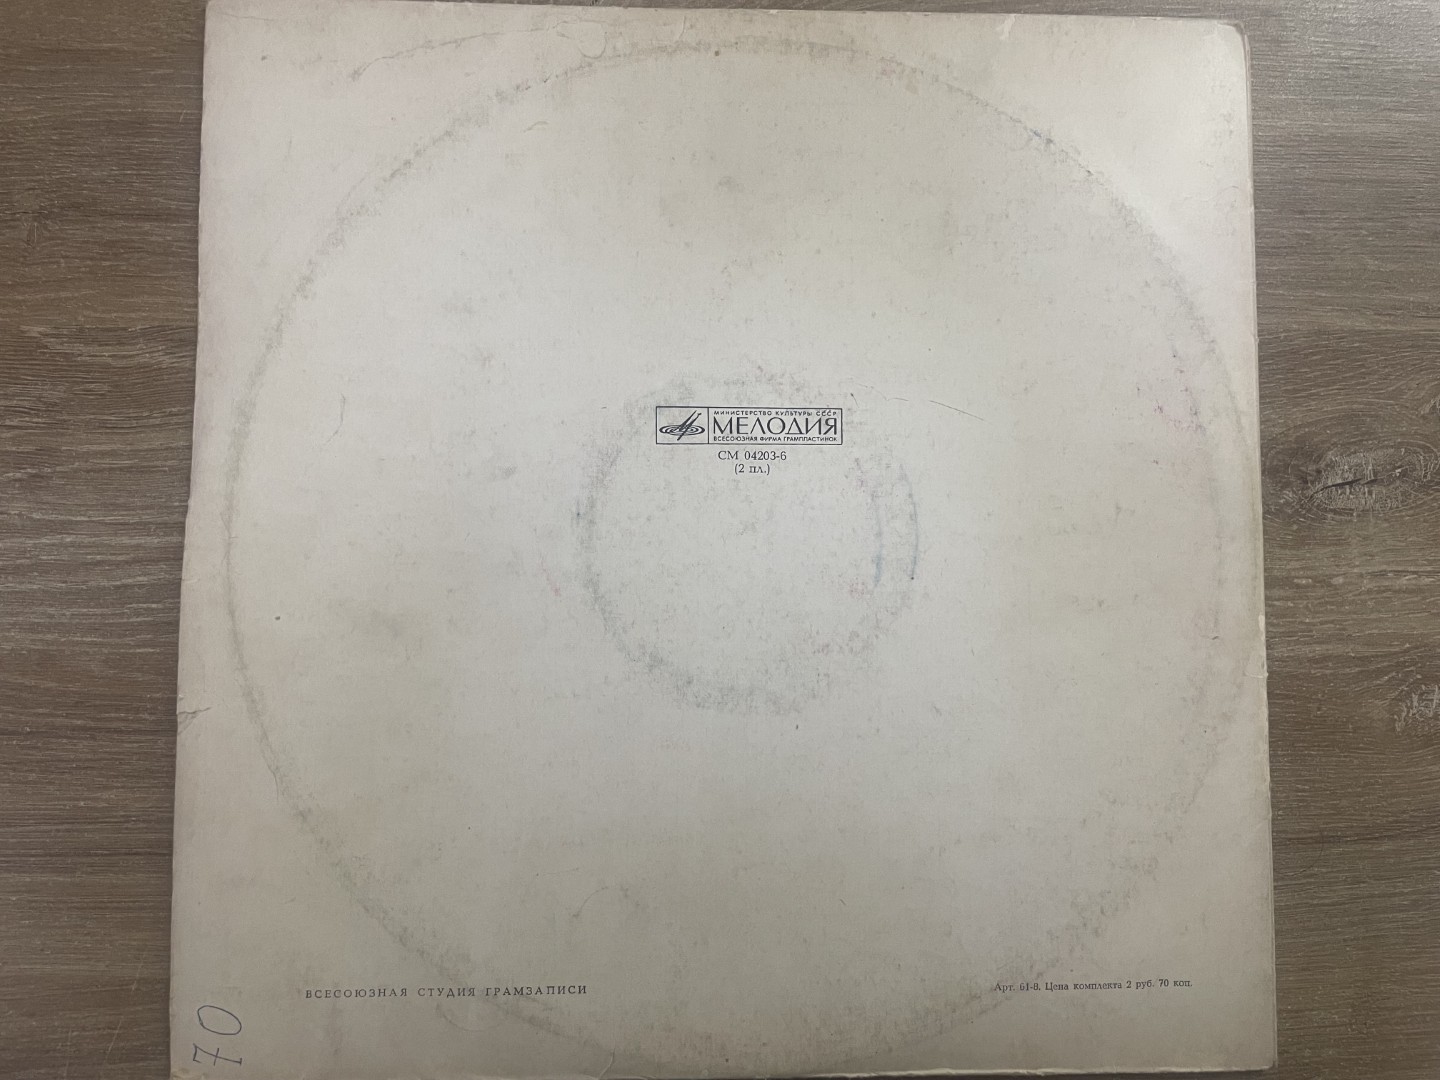 МИНИСТЕРСТВО КУЛЬТУРЫ СССР
МЕЛОДИЯ
ВСЕСОЮЗНАЯ ФИРМА ГРАМПЛАСТИНОК
СМ 04203-6
(2 пл.)
ВСЕСОЮЗНАЯ СТУДИЯ ГРАМЗАПИСИ
Арт. 61-8. Цена комплекта 2 руб. 70 коп.
70